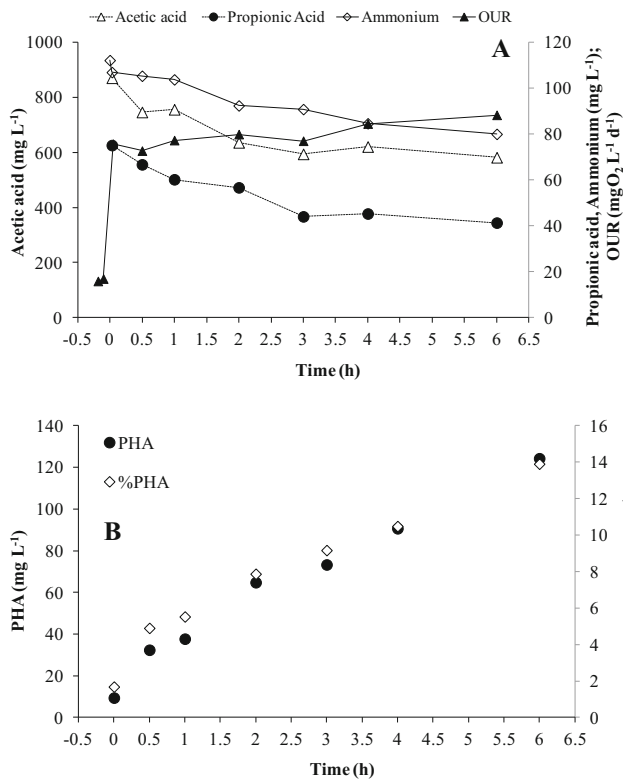 Acetic acid Propionic Acid Ammonium OUR
A
1000
800
600
400
200
0
Acetic acid (mg L-1)
120
100
80
60
40
20
0
Propionic acid, Ammonium (mg L-1);
OUR (mgO2 L-1 d-1)
-0.5 0 0.5 1 1.5 2 2.5 3 3.5 4 4.5 5 5.5 6 6.5
Time (h)
PHA
%PHA
B
140
120
100
80
60
40
20
0
PHA (mg L-1)
16
14
12
10
8
6
4
2
0
-0.5 0 0.5 1 1.5 2 2.5 3 3.5 4 4.5 5 5.5 6 6.5
Time (h)